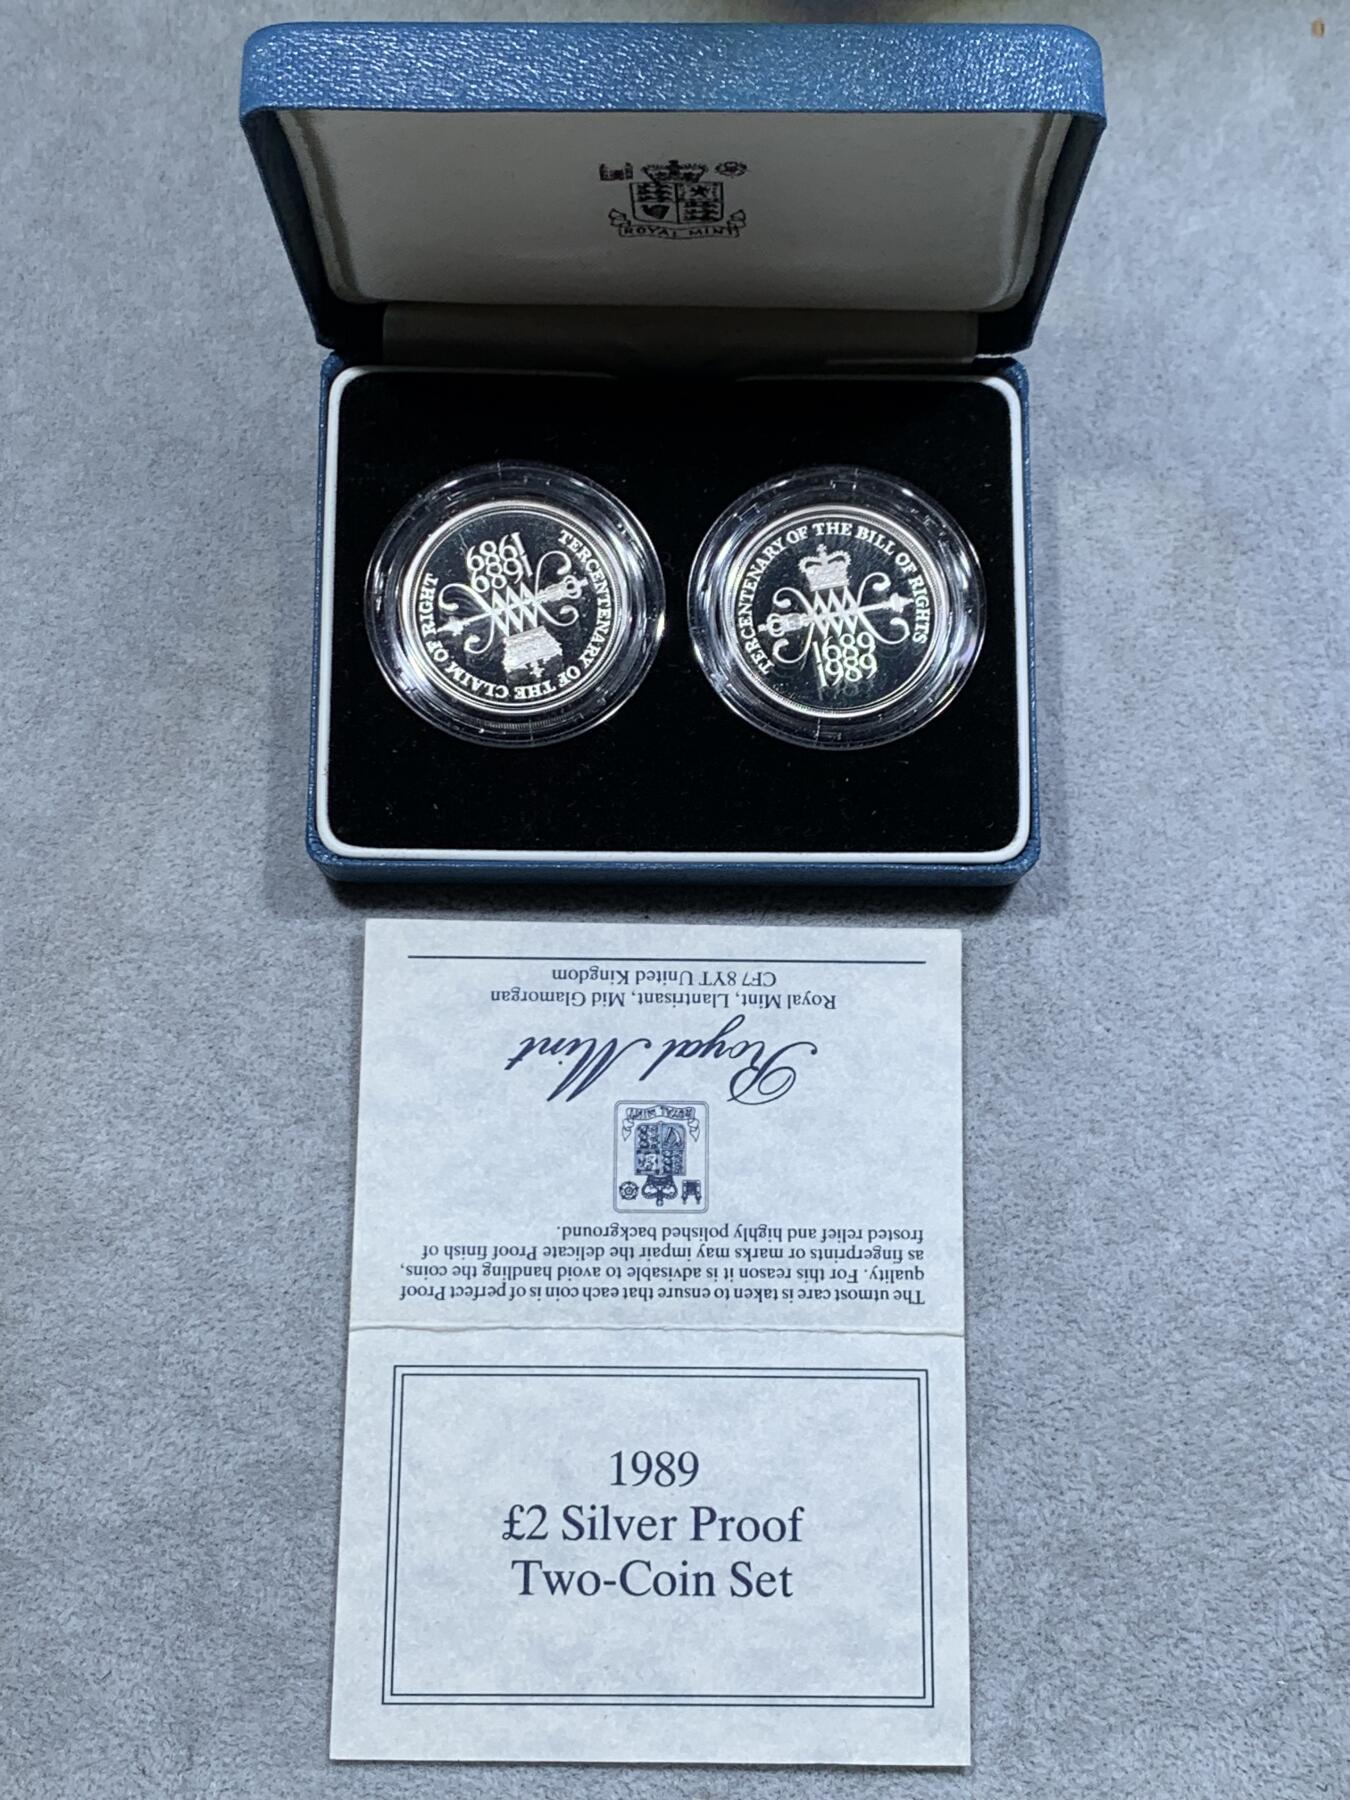 ROYAL MINT
TERCENTENARY OF THE CLAIM OF RIGHT
1689
1989
TERCENTENARY OF THE BILL OF RIGHTS
1689
1989
The utmost care is taken to ensure that each coin is of perfect Proof
quality. For this reason it is advisable to avoid handling the coins,
as fingerprints or marks may impair the delicate Proof finish of
frosted relief and highly polished background.
ROYAL MINT
Royal Mint
Royal Mint, Llantrisant, Mid Glamorgan
CF7 8YT United Kingdom
1989
£2 Silver Proof
Two-Coin Set